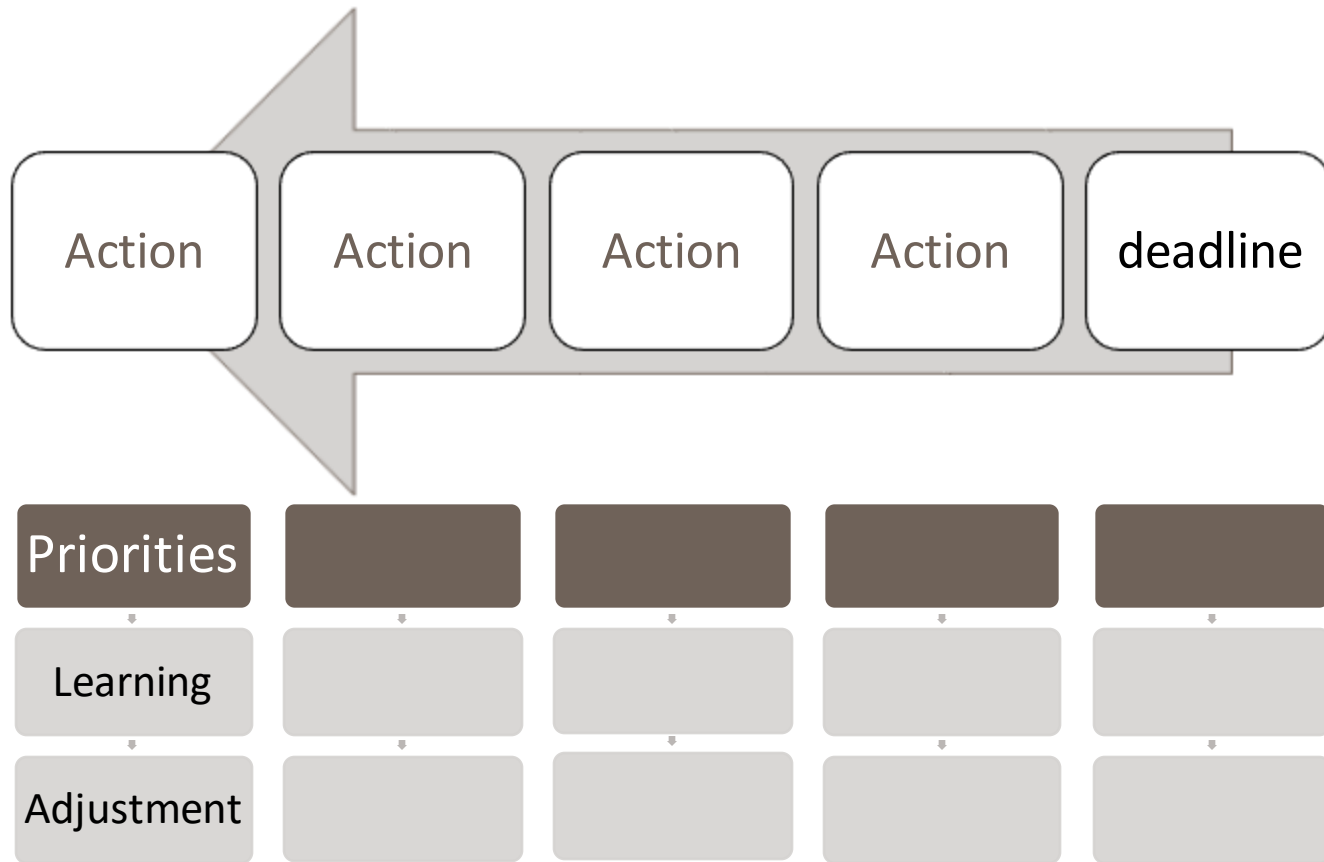 Action
Action
Action
Action
deadline
Priorities
Learning
Adjustment